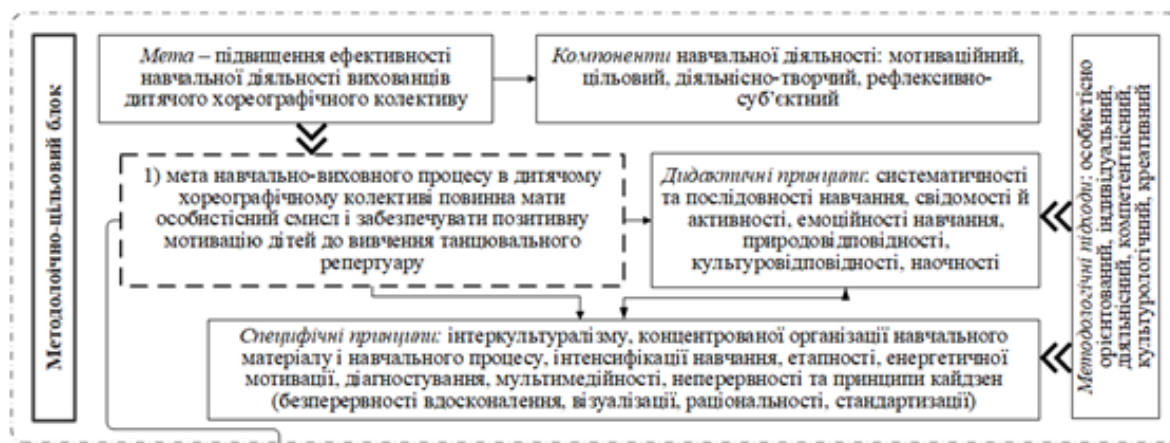 Методологічно-цільовий блок
Мета – підвищення ефективності
навчальної діяльності вихованців
дитячого хореографічного колективу
Компоненти навчальної діяльності: мотиваційний,
цільовий, діяльнісно-творчий, рефлексивно-
суб’єктний
1) мета навчально-виховного процесу в дитячому
хореографічному колективі повинна мати
особистісний смисл і забезпечувати позитивну
мотивацію дітей до вивчення танцювального
репертуару
Дидактичні принципи: систематичності
та послідовності навчання, свідомості й
активності, емоційності навчання,
природовідповідності,
культуровідповідності, наочності
Специфічні принципи: інтеркультуралізму, концентрованої організації навчального
матеріалу і навчального процесу, інтенсифікації навчання, етапності, енергетичної
мотивації, діагностування, мультимедійності, неперервності та принципи кайдзен
(безперервності вдосконалення, візуалізації, раціональності, стандартизації)
Методологічні підходи: особистісно
орієнтований, індивідуальний,
діяльнісний, компетентнісний,
культурологічний, креативний